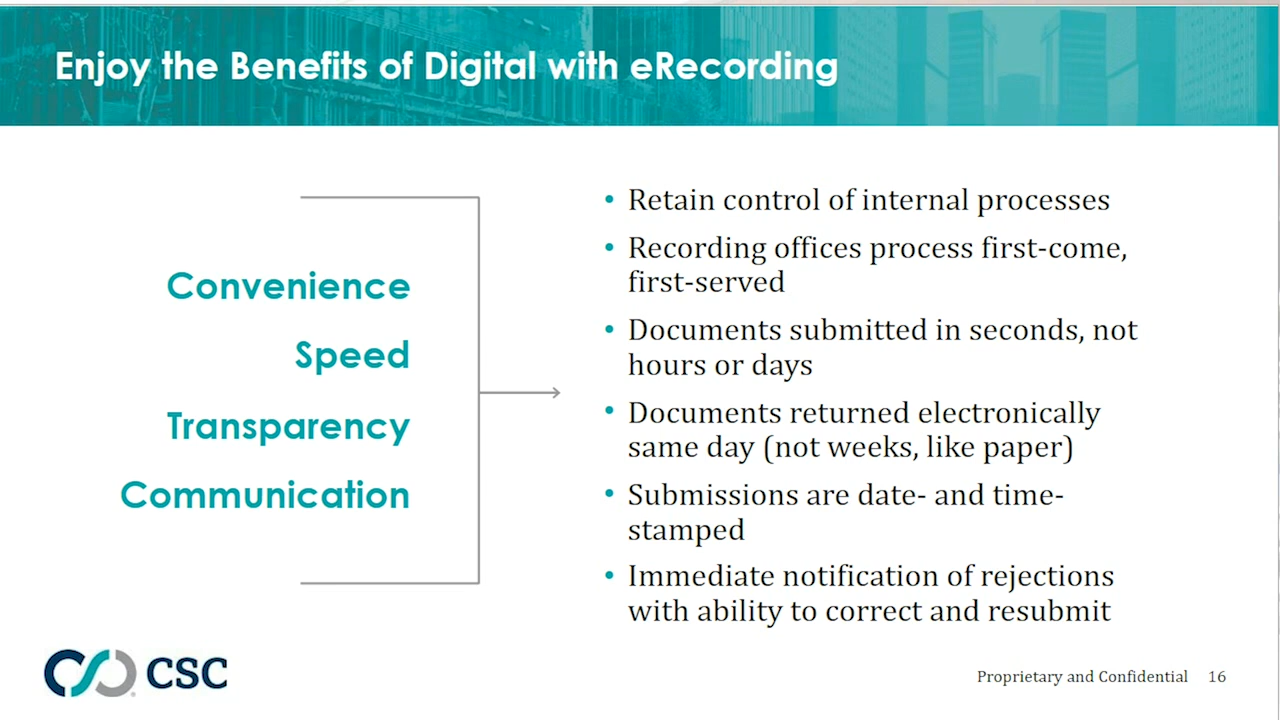 Enjoy the Benefits of Digital with eRecording
Convenience
Speed
Transparency
Communication
• Retain control of internal processes
• Recording offices process first-come,
first-served
• Documents submitted in seconds, not
hours or days
• Documents returned electronically
same day (not weeks, like paper)
• Submissions are date- and time-
stamped
• Immediate notification of rejections
with ability to correct and resubmit
CSC
Proprietary and Confidential 16